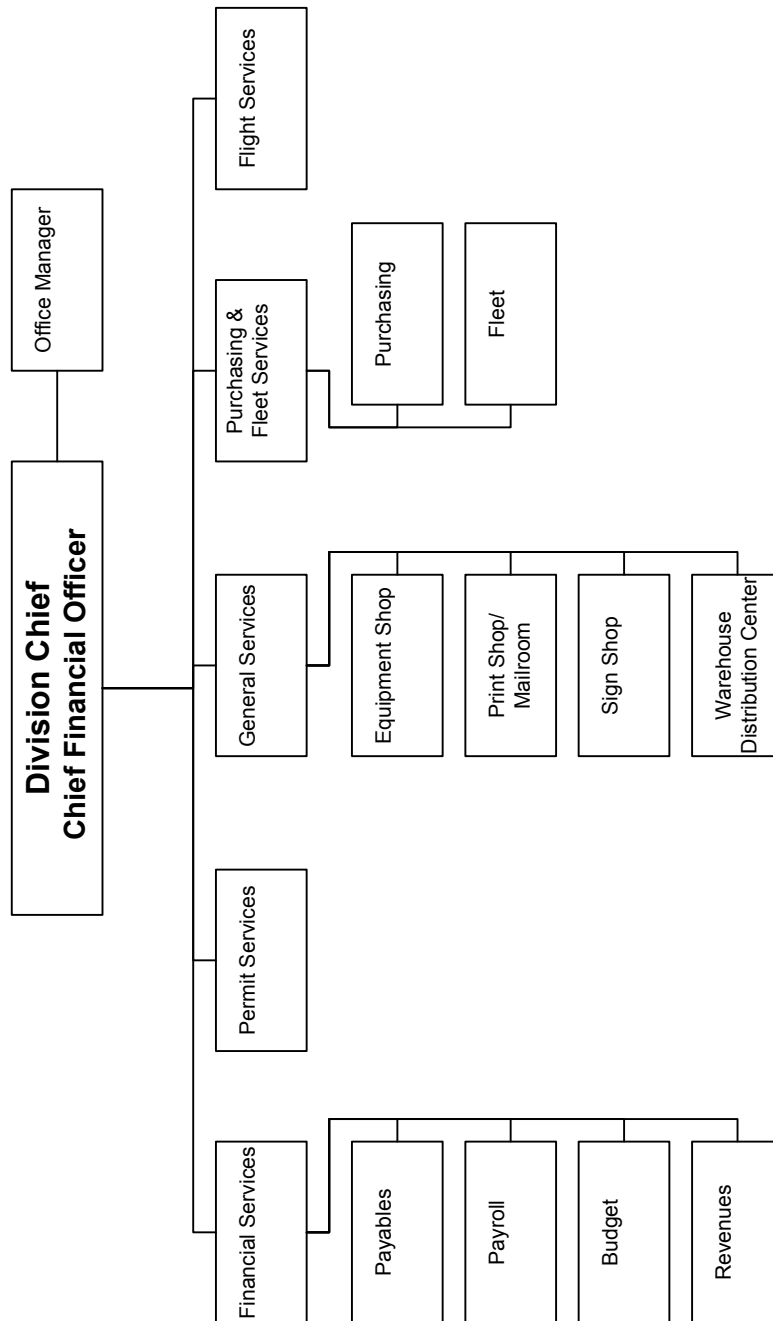 Division Chief
Chief Financial Officer
Office Manager
Financial Services
Permit Services
General Services
Purchasing &
Fleet Services
Flight Services
Payables
Payroll
Budget
Revenues
Equipment Shop
Print Shop/
Mailroom
Sign Shop
Warehouse
Distribution Center
Purchasing
Fleet